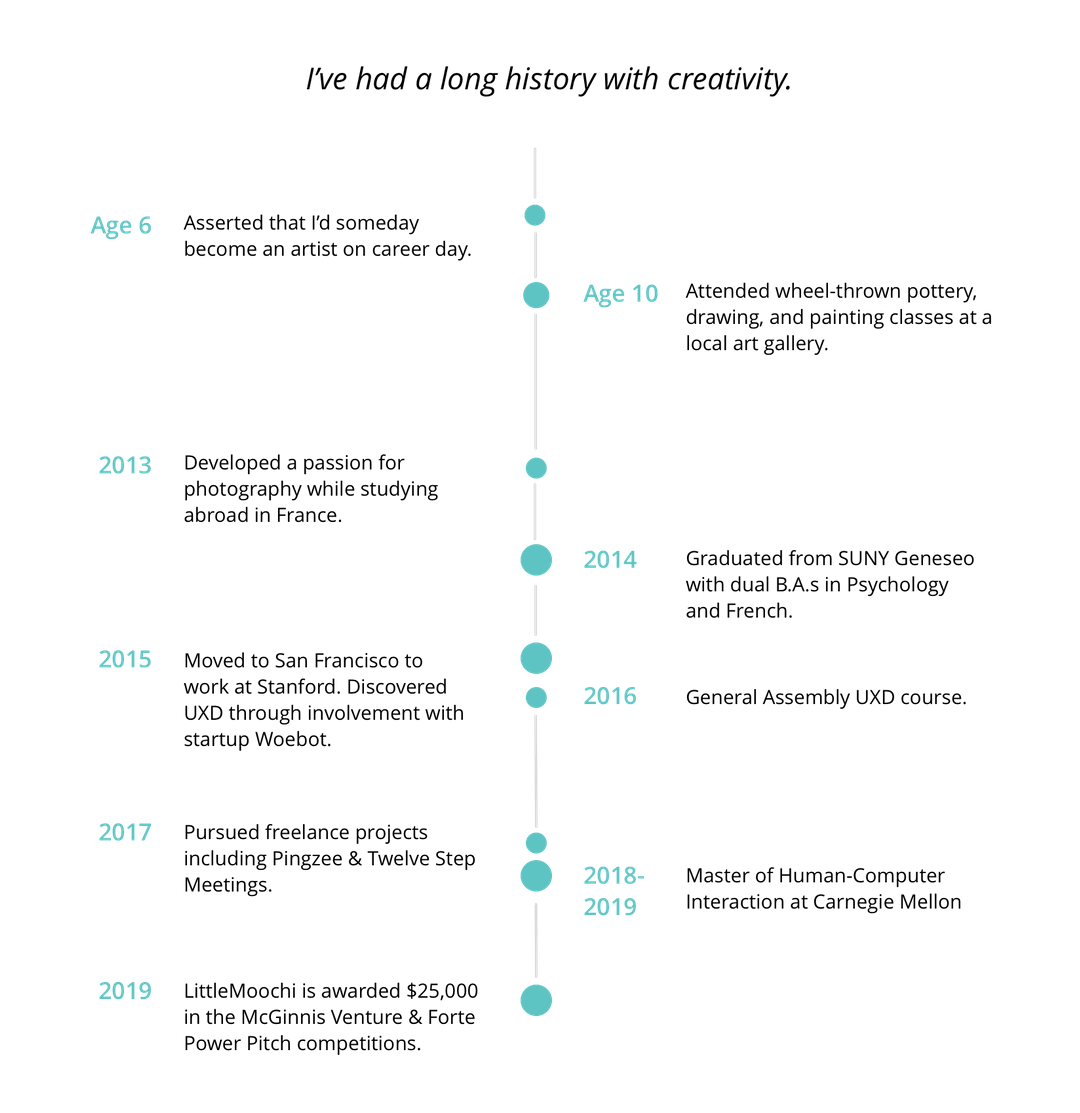 I’ve had a long history with creativity.
Age 6
Asserted that I’d someday
become an artist on career day.
Age 10
Attended wheel-thrown pottery,
drawing, and painting classes at a
local art gallery.
2013
Developed a passion for
photography while studying
abroad in France.
2014
Graduated from SUNY Geneseo
with dual B.A.s in Psychology
and French.
2015
Moved to San Francisco to
work at Stanford. Discovered
UXD through involvement with
startup Woebot.
2016
General Assembly UXD course.
2017
Pursued freelance projects
including Pingzee & Twelve Step
Meetings.
2018-
2019
Master of Human-Computer
Interaction at Carnegie Mellon
2019
LittleMoochi is awarded $25,000
in the McGinnis Venture & Forte
Power Pitch competitions.